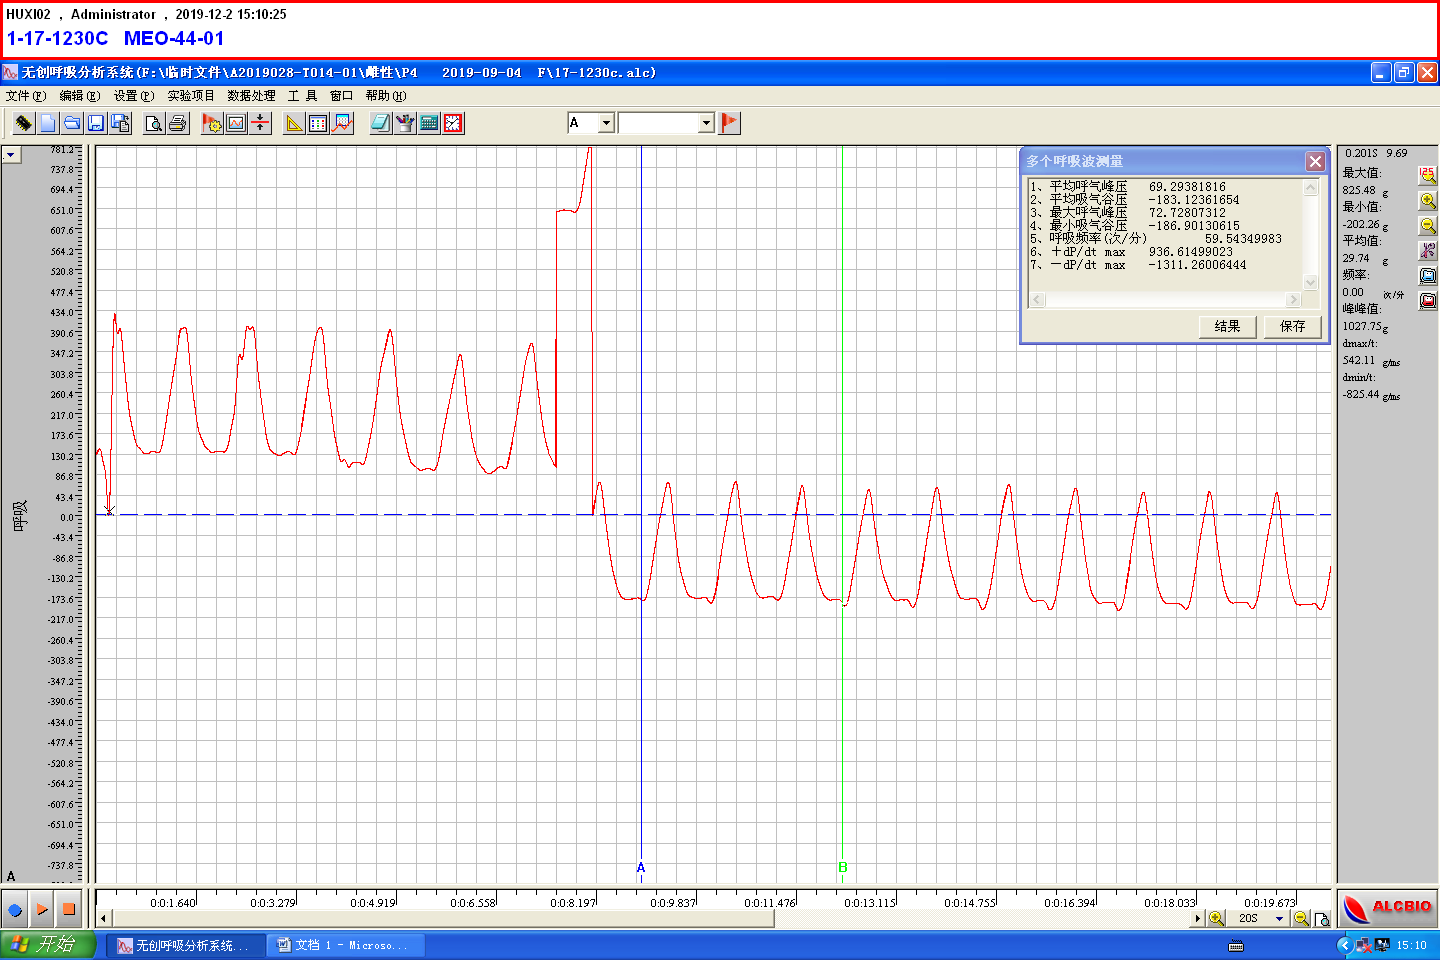 HUXI02 , Administrator , 2019-12-2 15:10:25
1-17-1230C MEO-44-01
无创呼吸分析系统(F:\临时文件\A2019028-T014-01\雌性\P4 2019-09-04 F\17-1230c.alc)
文件(F) 编辑(E) 设置(P) 实验项目 数据处理 工 具 窗口 帮助(H)
A
781.2
737.8
694.4
651.0
607.6
564.2
520.8
477.4
434.0
390.6
347.2
303.8
260.4
217.0
173.6
130.2
86.8
43.4
0.0
-43.4
-86.8
-130.2
-173.6
-217.0
-260.4
-303.8
-347.2
-390.6
-434.0
-477.4
-520.8
-564.2
-607.6
-651.0
-694.4
-737.8
呼吸
A
A
B
多个呼吸波测量
1、平均呼气峰压 69.29381816
2、平均吸气谷压 -183.12361654
3、最大呼气峰压 72.72807312
4、最小吸气谷压 -186.90130615
5、呼吸频率(次/分) 59.54349983
6、＋dP/dt max 936.61499023
7、－dP/dt max -1311.26006444
结果 保存
0.201S 9.69
125
最大值:
825.48 g
最小值:
-202.26 g
平均值:
29.74 g
频率:
0.00 次/分
峰峰值:
1027.75g
dmax/t:
542.11 g/ms
dmin/t:
-825.44 g/ms
0:0:1.640 0:0:3.279 0:0:4.919 0:0:6.558 0:0:8.197 0:0:9.837 0:0:11.476 0:0:13.115 0:0:14.755 0:0:16.394 0:0:18.033 0:0:19.673
20S
ALCBIO
开始 无创呼吸分析系统... 文档 1 - Microso... 15:10